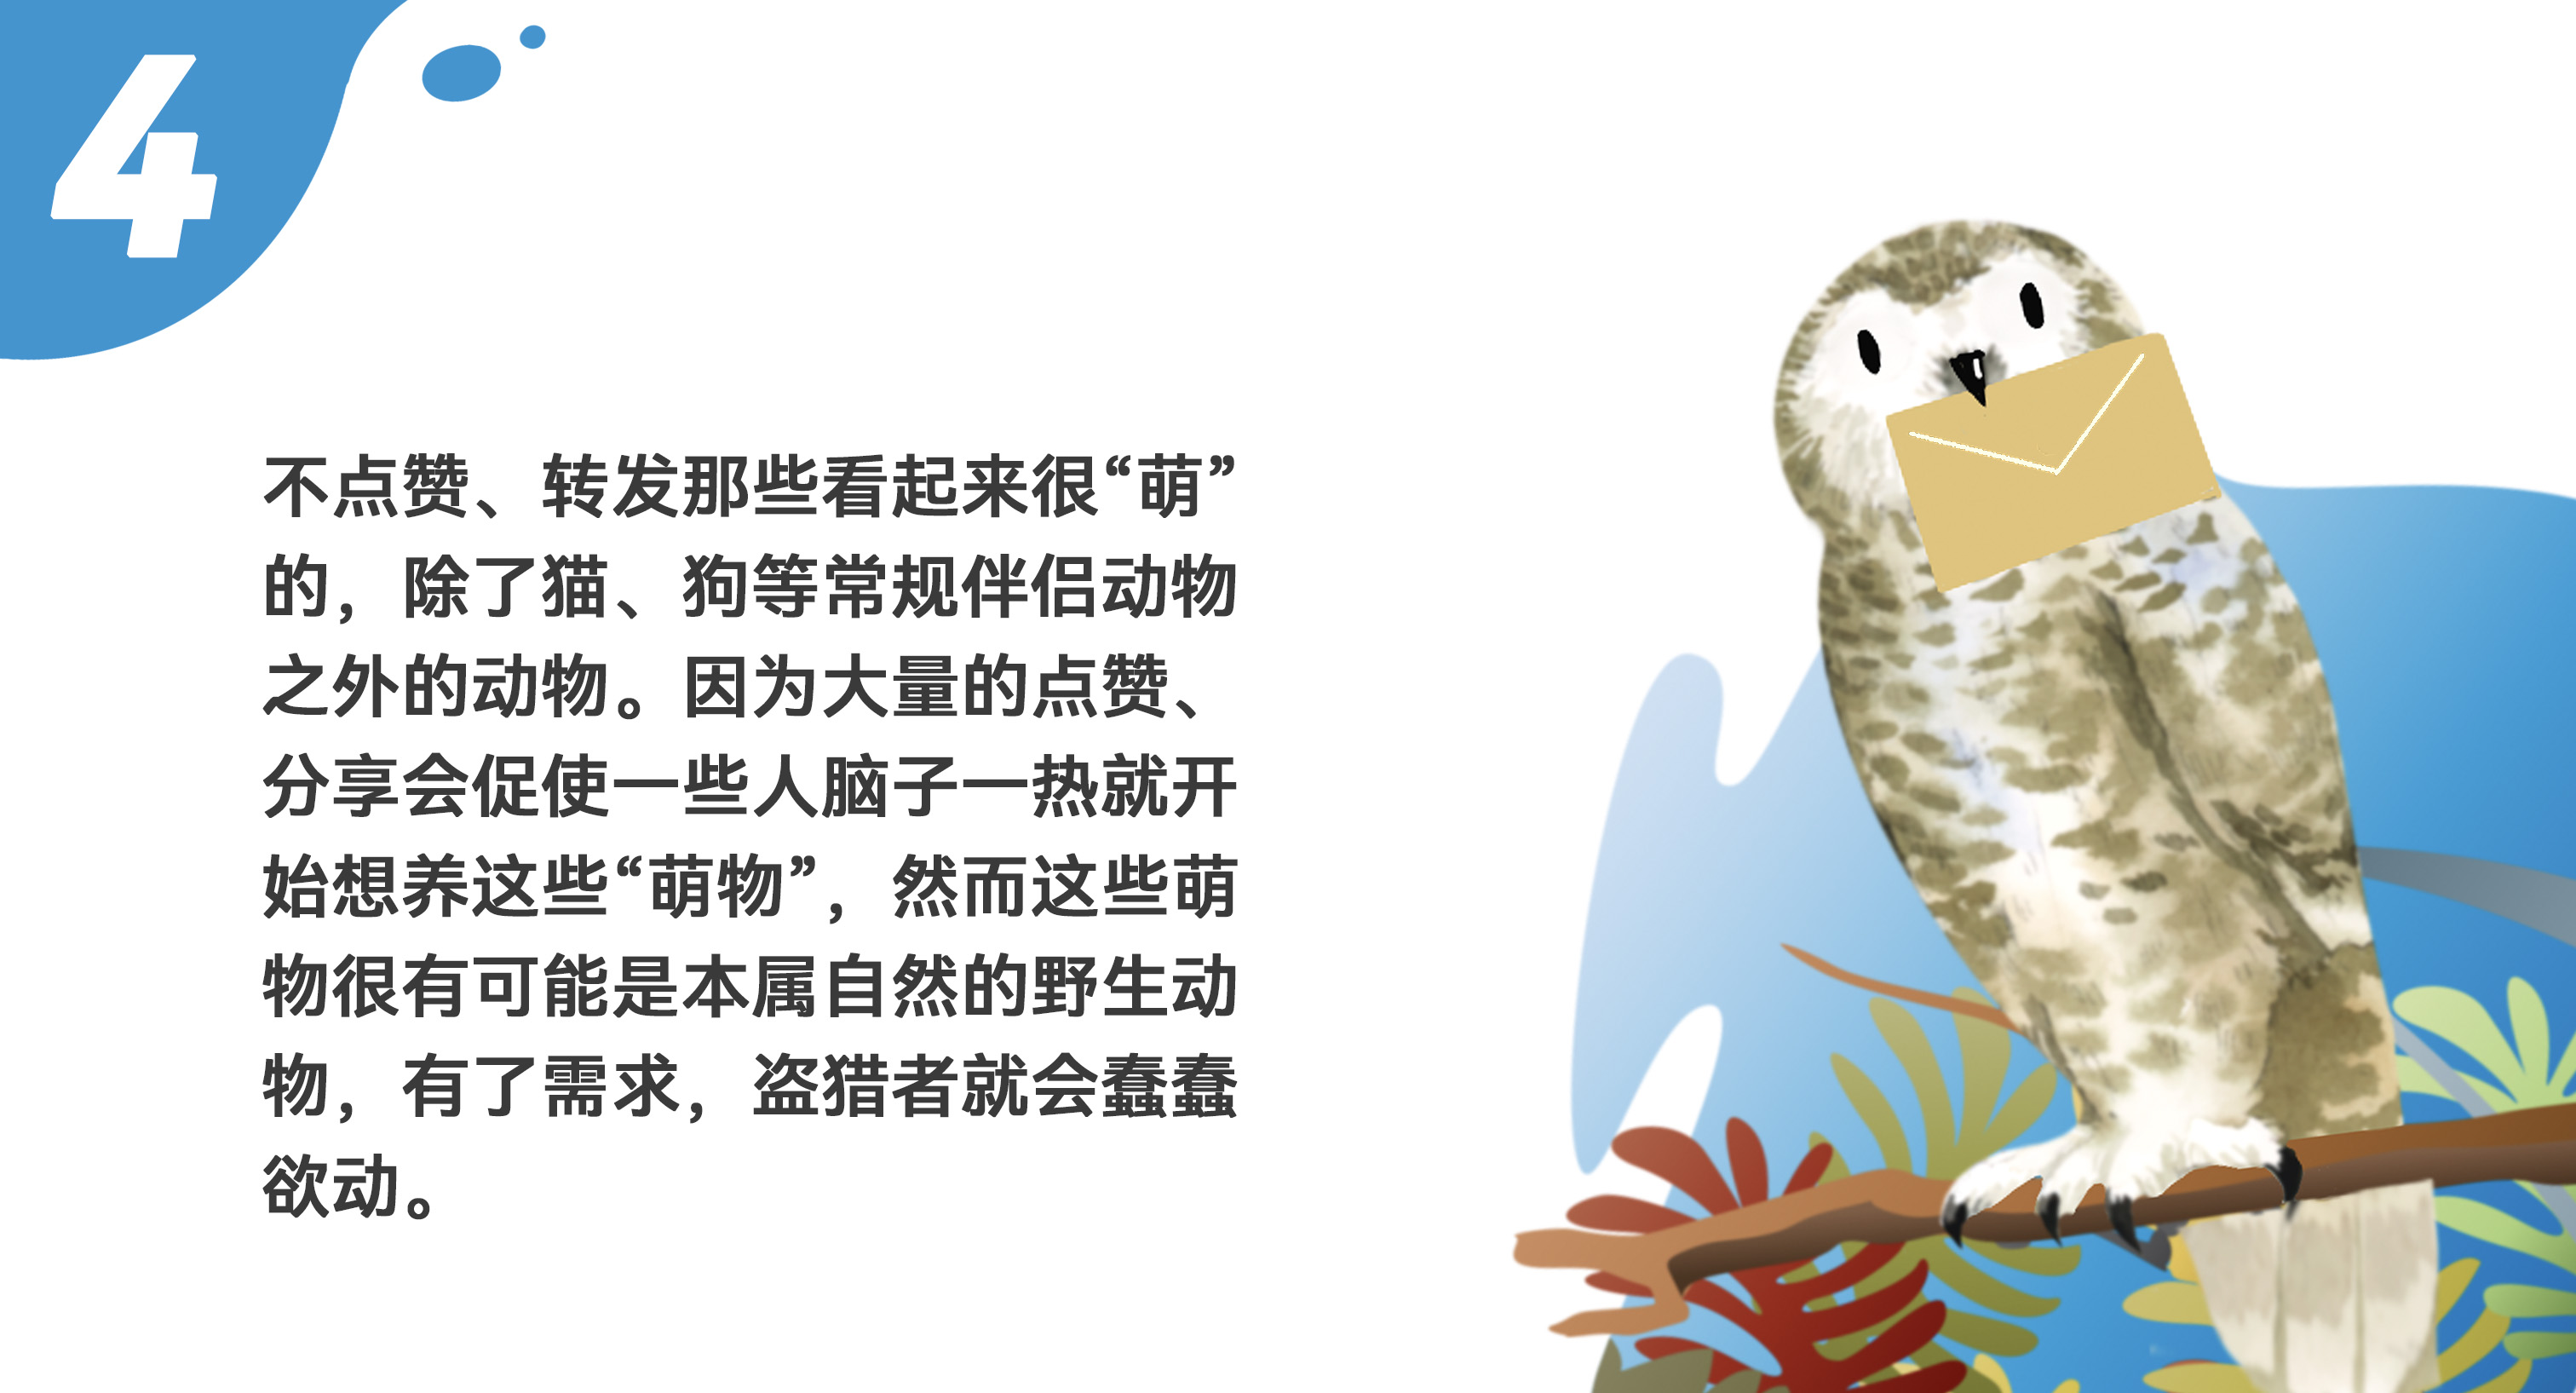 4
不点赞、转发那些看起来很“萌”
的，除了猫、狗等常规伴侣动物
之外的动物。因为大量的点赞、
分享会促使一些人脑子一热就开
始想养这些“萌物”，然而这些萌
物很有可能是本属自然的野生动
物，有了需求，盗猎者就会蠢蠢
欲动。